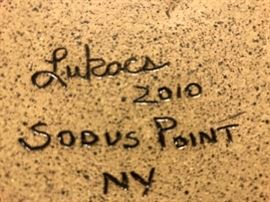 Lukacs
2010
SODUS POINT
NY